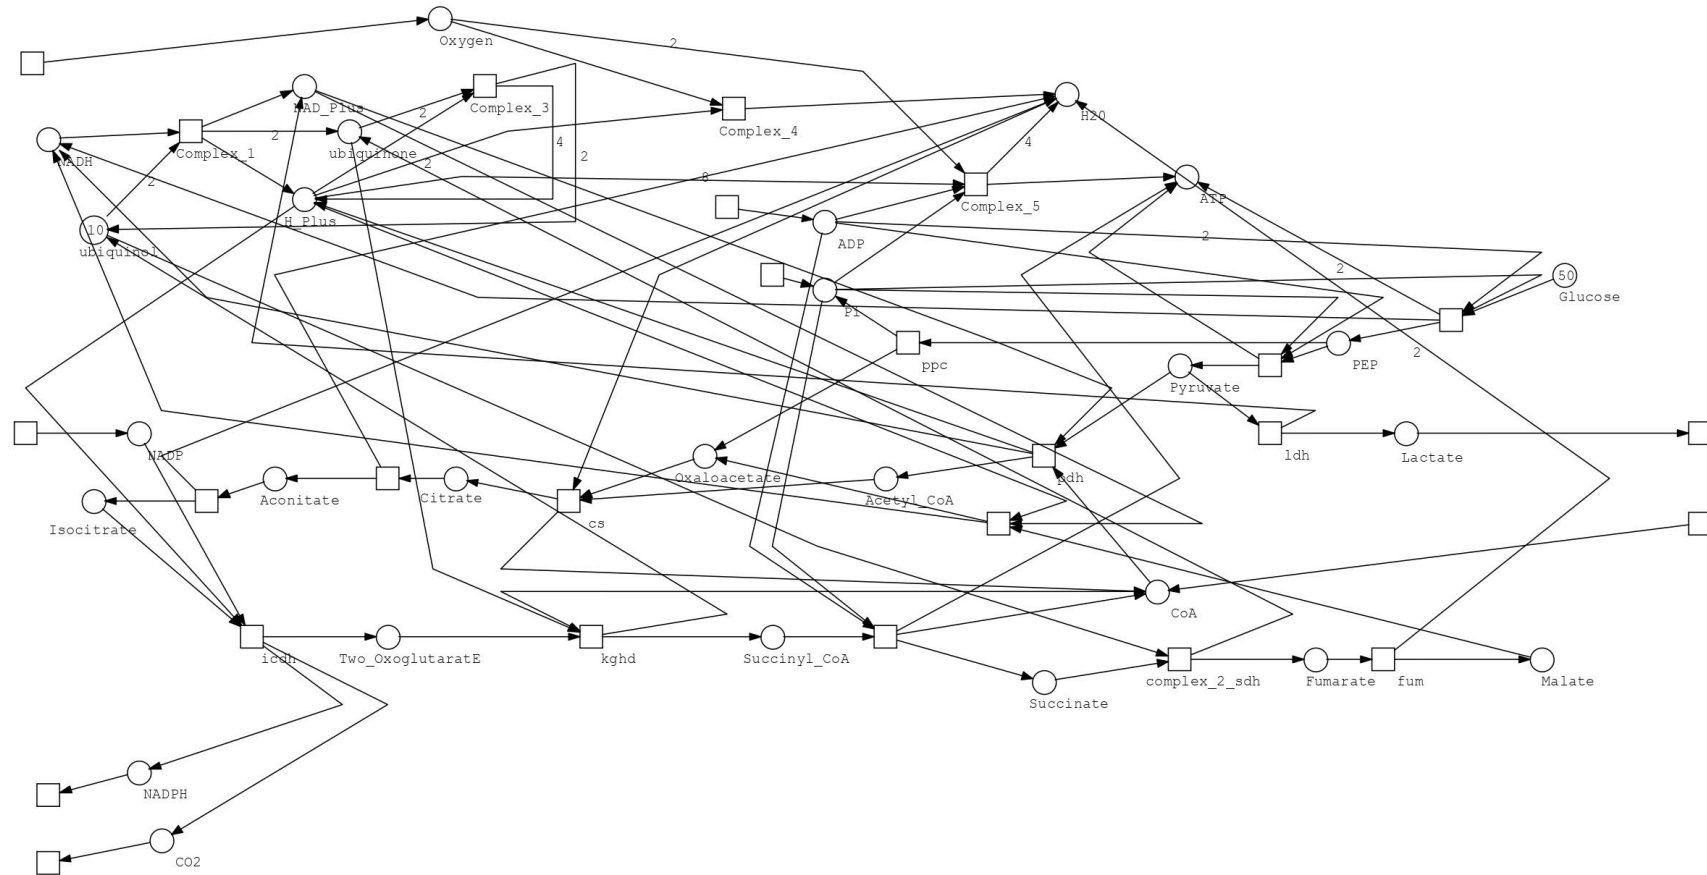 Oxygen
2
NAD_Plus
Complex_3
2
Complex_4
H2O
2
Complex_1
ubiquinone
4
2
4
NADH
2
2
8
ATP
H_Plus
Complex_5
10
ubiquinol
ADP
2
2
50
Glucose
Pi
2
ppc
PEP
Pyruvate
NADP
ldh
Lactate
Oxaloacetate
pdh
Aconitate
Citrate
Acetyl_CoA
Isocitrate
cs
CoA
icdh
Two_OxoglutaratE
kghd
Succinyl_CoA
complex_2_sdh
Fumarate
fum
Malate
Succinate
NADPH
CO2